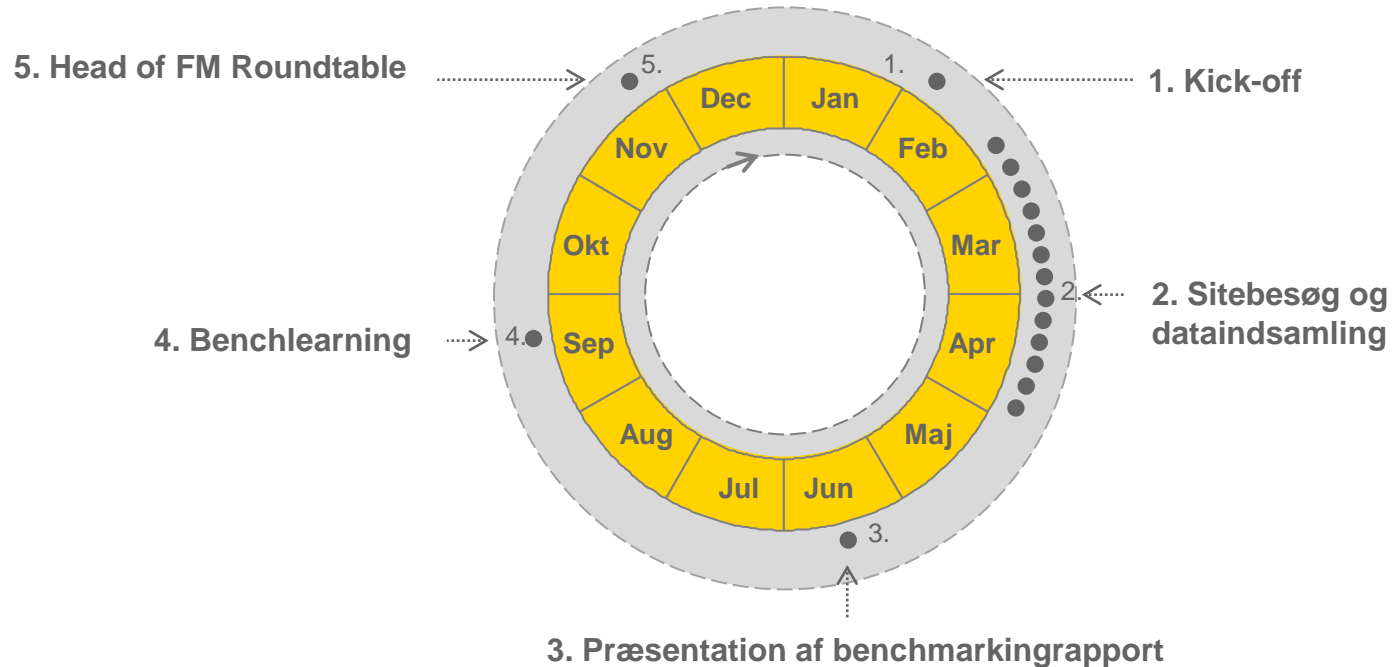 5. Head of FM Roundtable
5.
1.
1. Kick-off
Dec
Jan
Nov
Feb
Okt
Mar
2.
2. Sitebesøg og
dataindsamling
4. Benchlearning
4.
Sep
Apr
Aug
Maj
Jul
Jun
3.
3. Præsentation af benchmarkingrapport